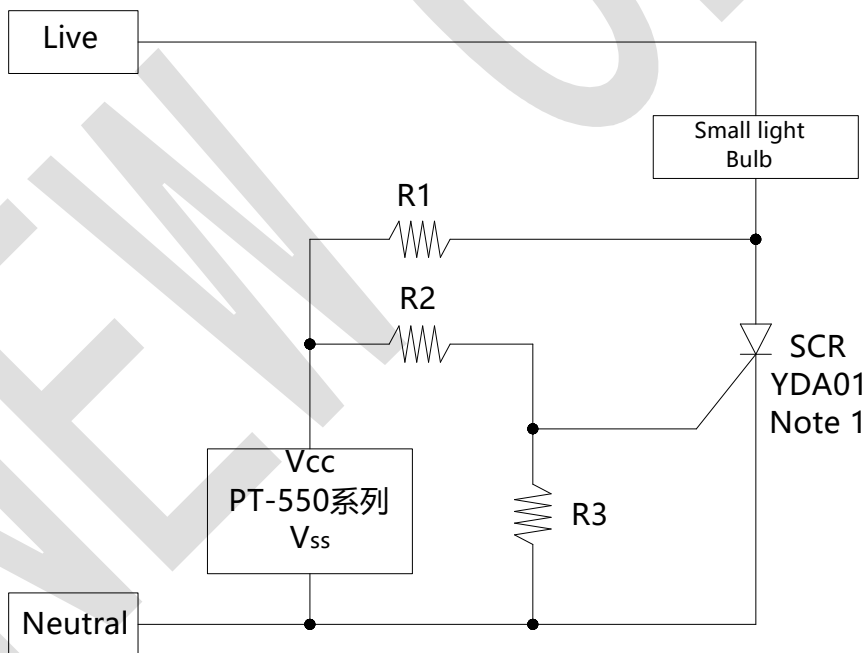 Live
Small light
Bulb
R1
R2
SCR
YDA01
Note 1
Vcc
PT-550系列
Vss
R3
Neutral